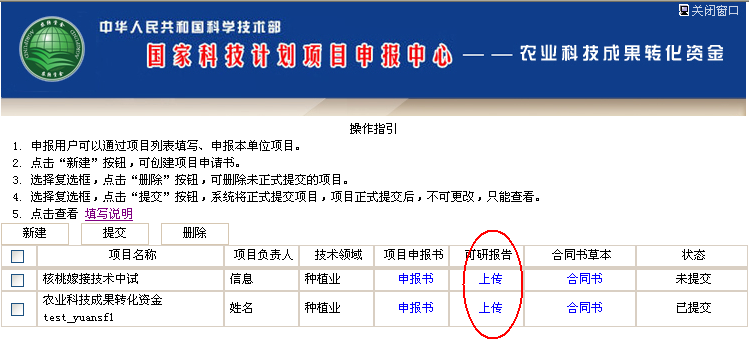 关闭窗口
中华人民共和国科学技术部
国家科技计划项目申报中心——农业科技成果转化资金
操作指引
1. 申报用户可以通过项目列表填写、申报本单位项目。
2. 点击“新建”按钮，可创建项目申请书。
3. 选择复选框，点击“删除”按钮，可删除未正式提交的项目。
4. 选择复选框，点击“提交”按钮，系统将正式提交项目，项目正式提交后，不可更改，只能查看。
5. 点击查看 填写说明
新建 提交 删除
项目名称 项目负责人 技术领域 项目申报书 可研报告 合同书草本 状态
核桃嫁接技术中试 信息 种植业 申报书 上传 合同书 未提交
农业科技成果转化资金
test_yuansfl 姓名 种植业 申报书 上传 合同书 已提交